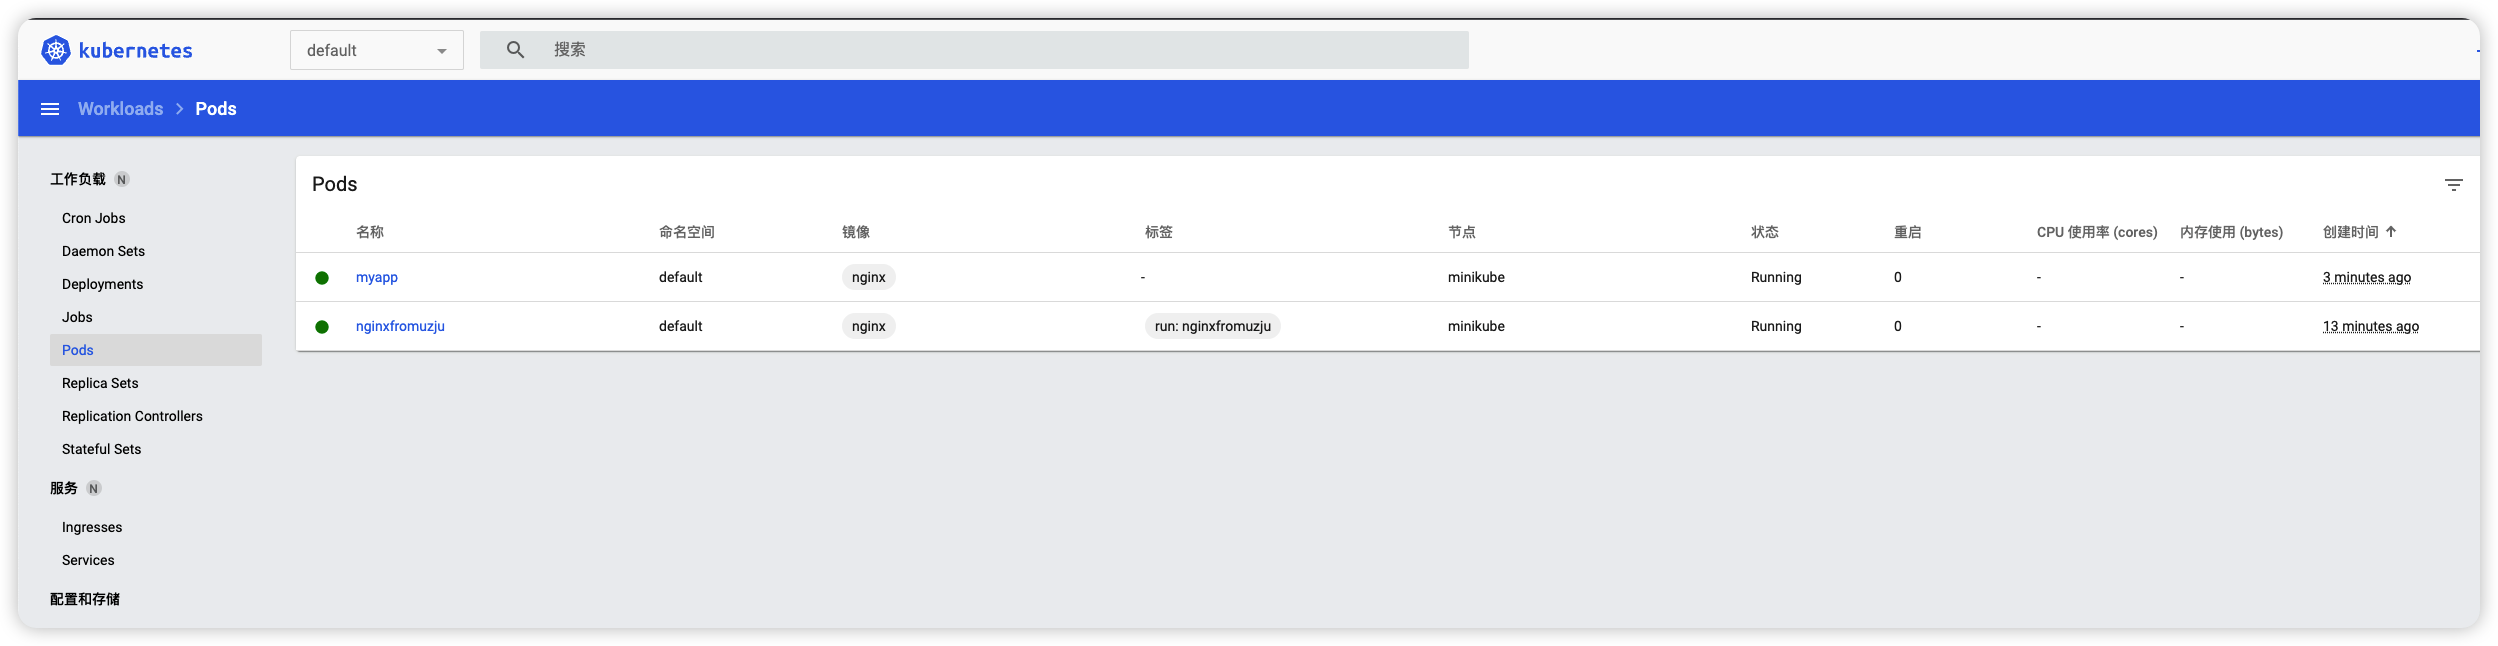 kubernetes
default
搜索
Workloads
Pods
工作负载 N
Cron Jobs
Daemon Sets
Deployments
Jobs
Pods
Replica Sets
Replication Controllers
Stateful Sets
服务 N
Ingresses
Services
配置和存储
Pods
名称 命名空间 镜像 标签 节点 状态 重启 CPU 使用率 (cores) 内存使用 (bytes) 创建时间
myapp default nginx - minikube Running 0 - - 3 minutes ago
nginxfromuzju default nginx run: nginxfromuzju minikube Running 0 - - 13 minutes ago